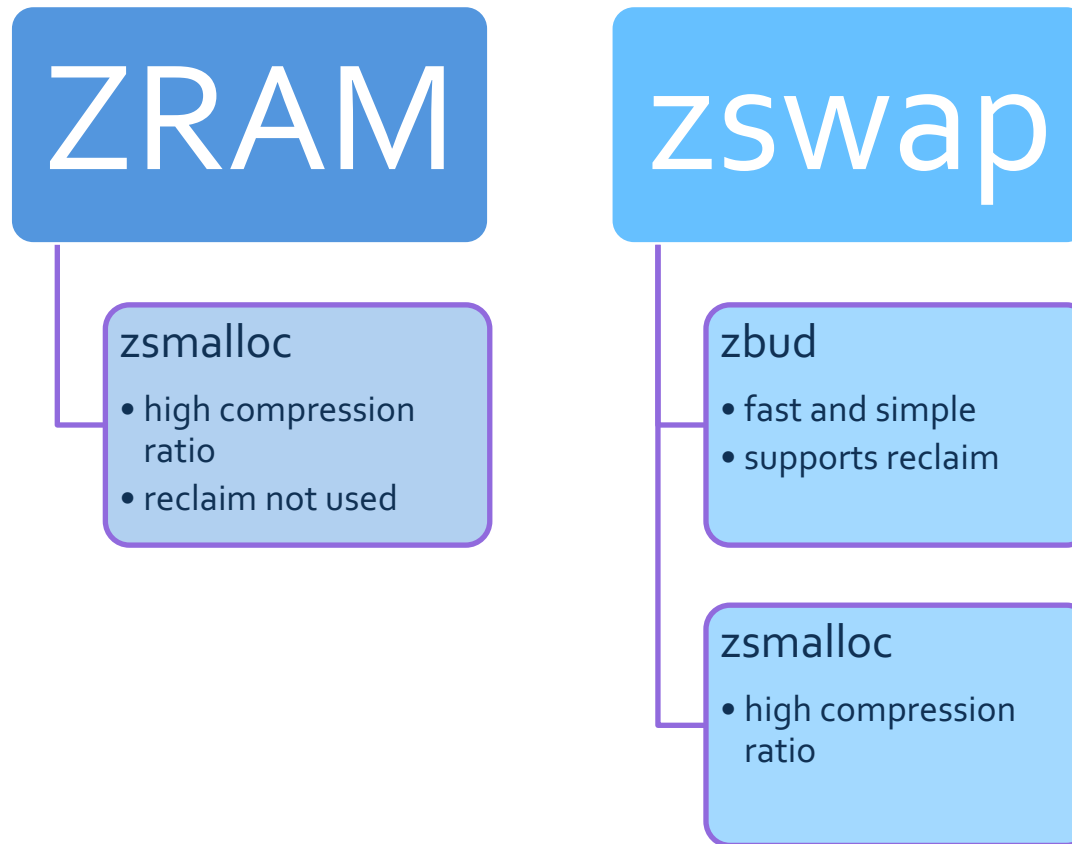 ZRAM
zsmalloc
• high compression
ratio
• reclaim not used
zswap
zbud
• fast and simple
• supports reclaim
zsmalloc
• high compression
ratio